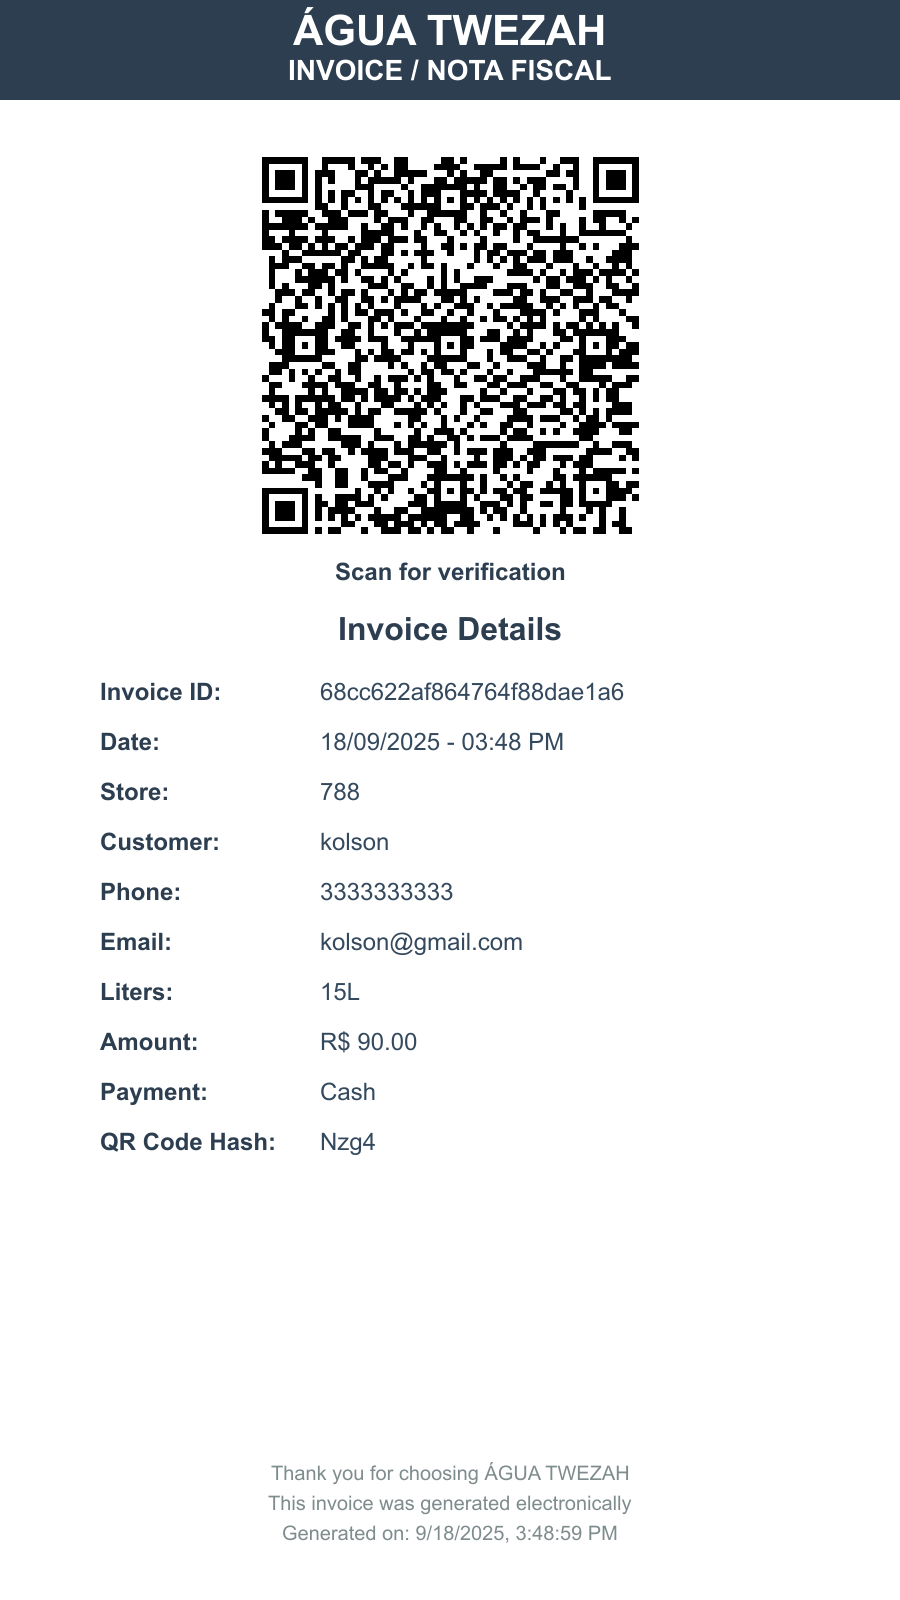 ÁGUA TWEZAH
INVOICE / NOTA FISCAL
Scan for verification
Invoice Details
Invoice ID: 68cc622af864764f88dae1a6
Date: 18/09/2025 - 03:48 PM
Store: 788
Customer: kolson
Phone: 3333333333
Email: kolson@gmail.com
Liters: 15L
Amount: R$ 90.00
Payment: Cash
QR Code Hash: Nzg4
Thank you for choosing ÁGUA TWEZAH
This invoice was generated electronically
Generated on: 9/18/2025, 3:48:59 PM